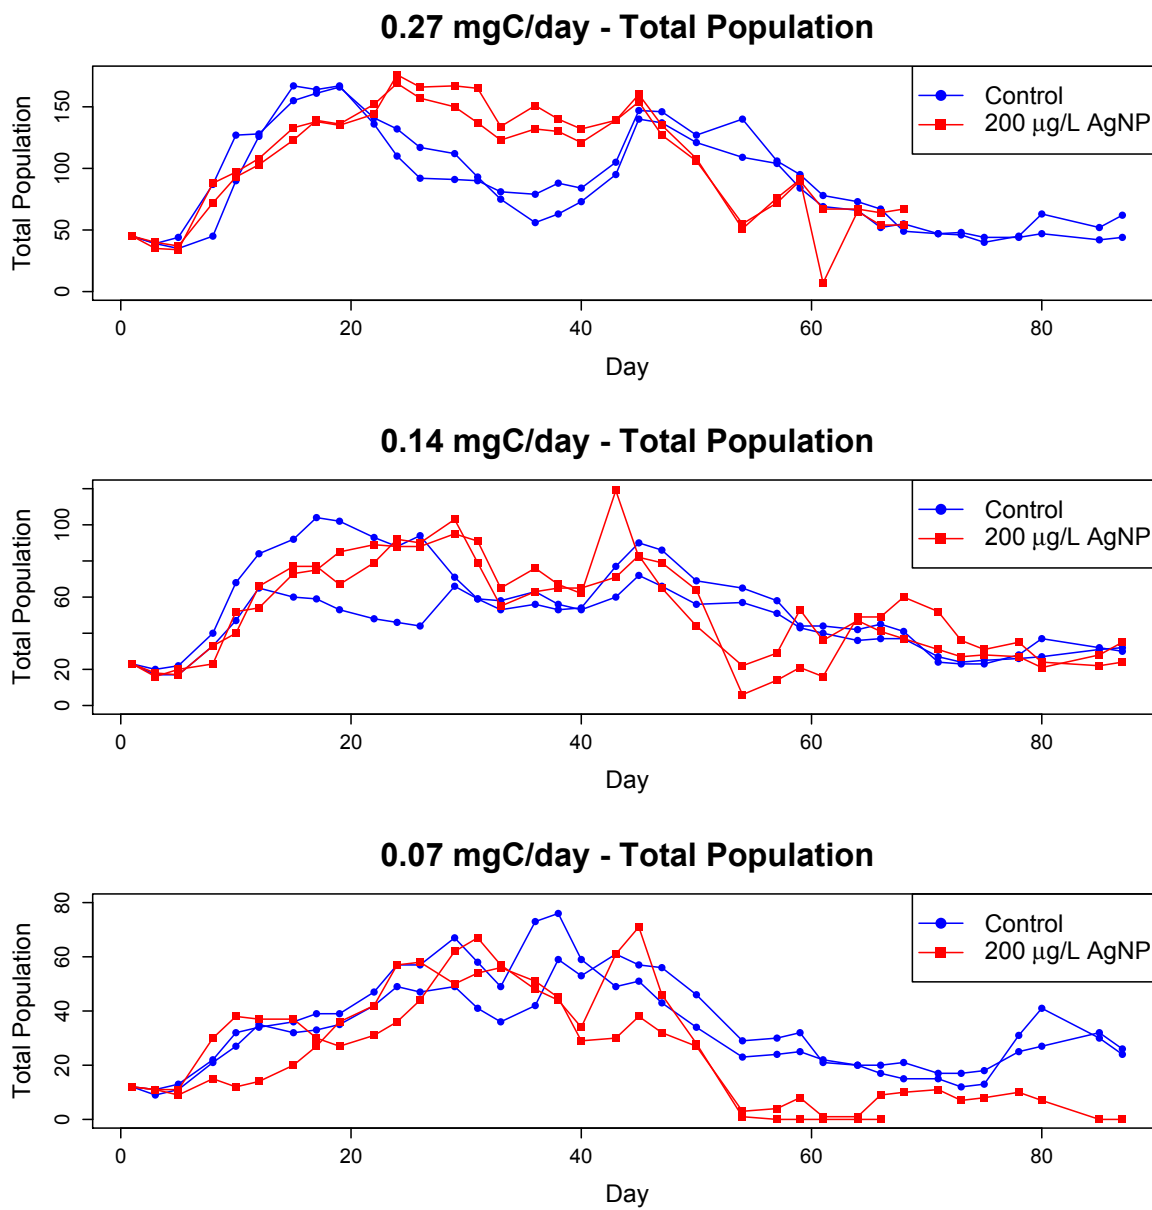 0.27 mgC/day - Total Population
Total Population
150
100
50
0
0 20 40 60 80
Day
Control
200 μg/L AgNP
0.14 mgC/day - Total Population
Total Population
100
60
20
0
0 20 40 60 80
Day
Control
200 μg/L AgNP
0.07 mgC/day - Total Population
Total Population
80
60
40
20
0
0 20 40 60 80
Day
Control
200 μg/L AgNP